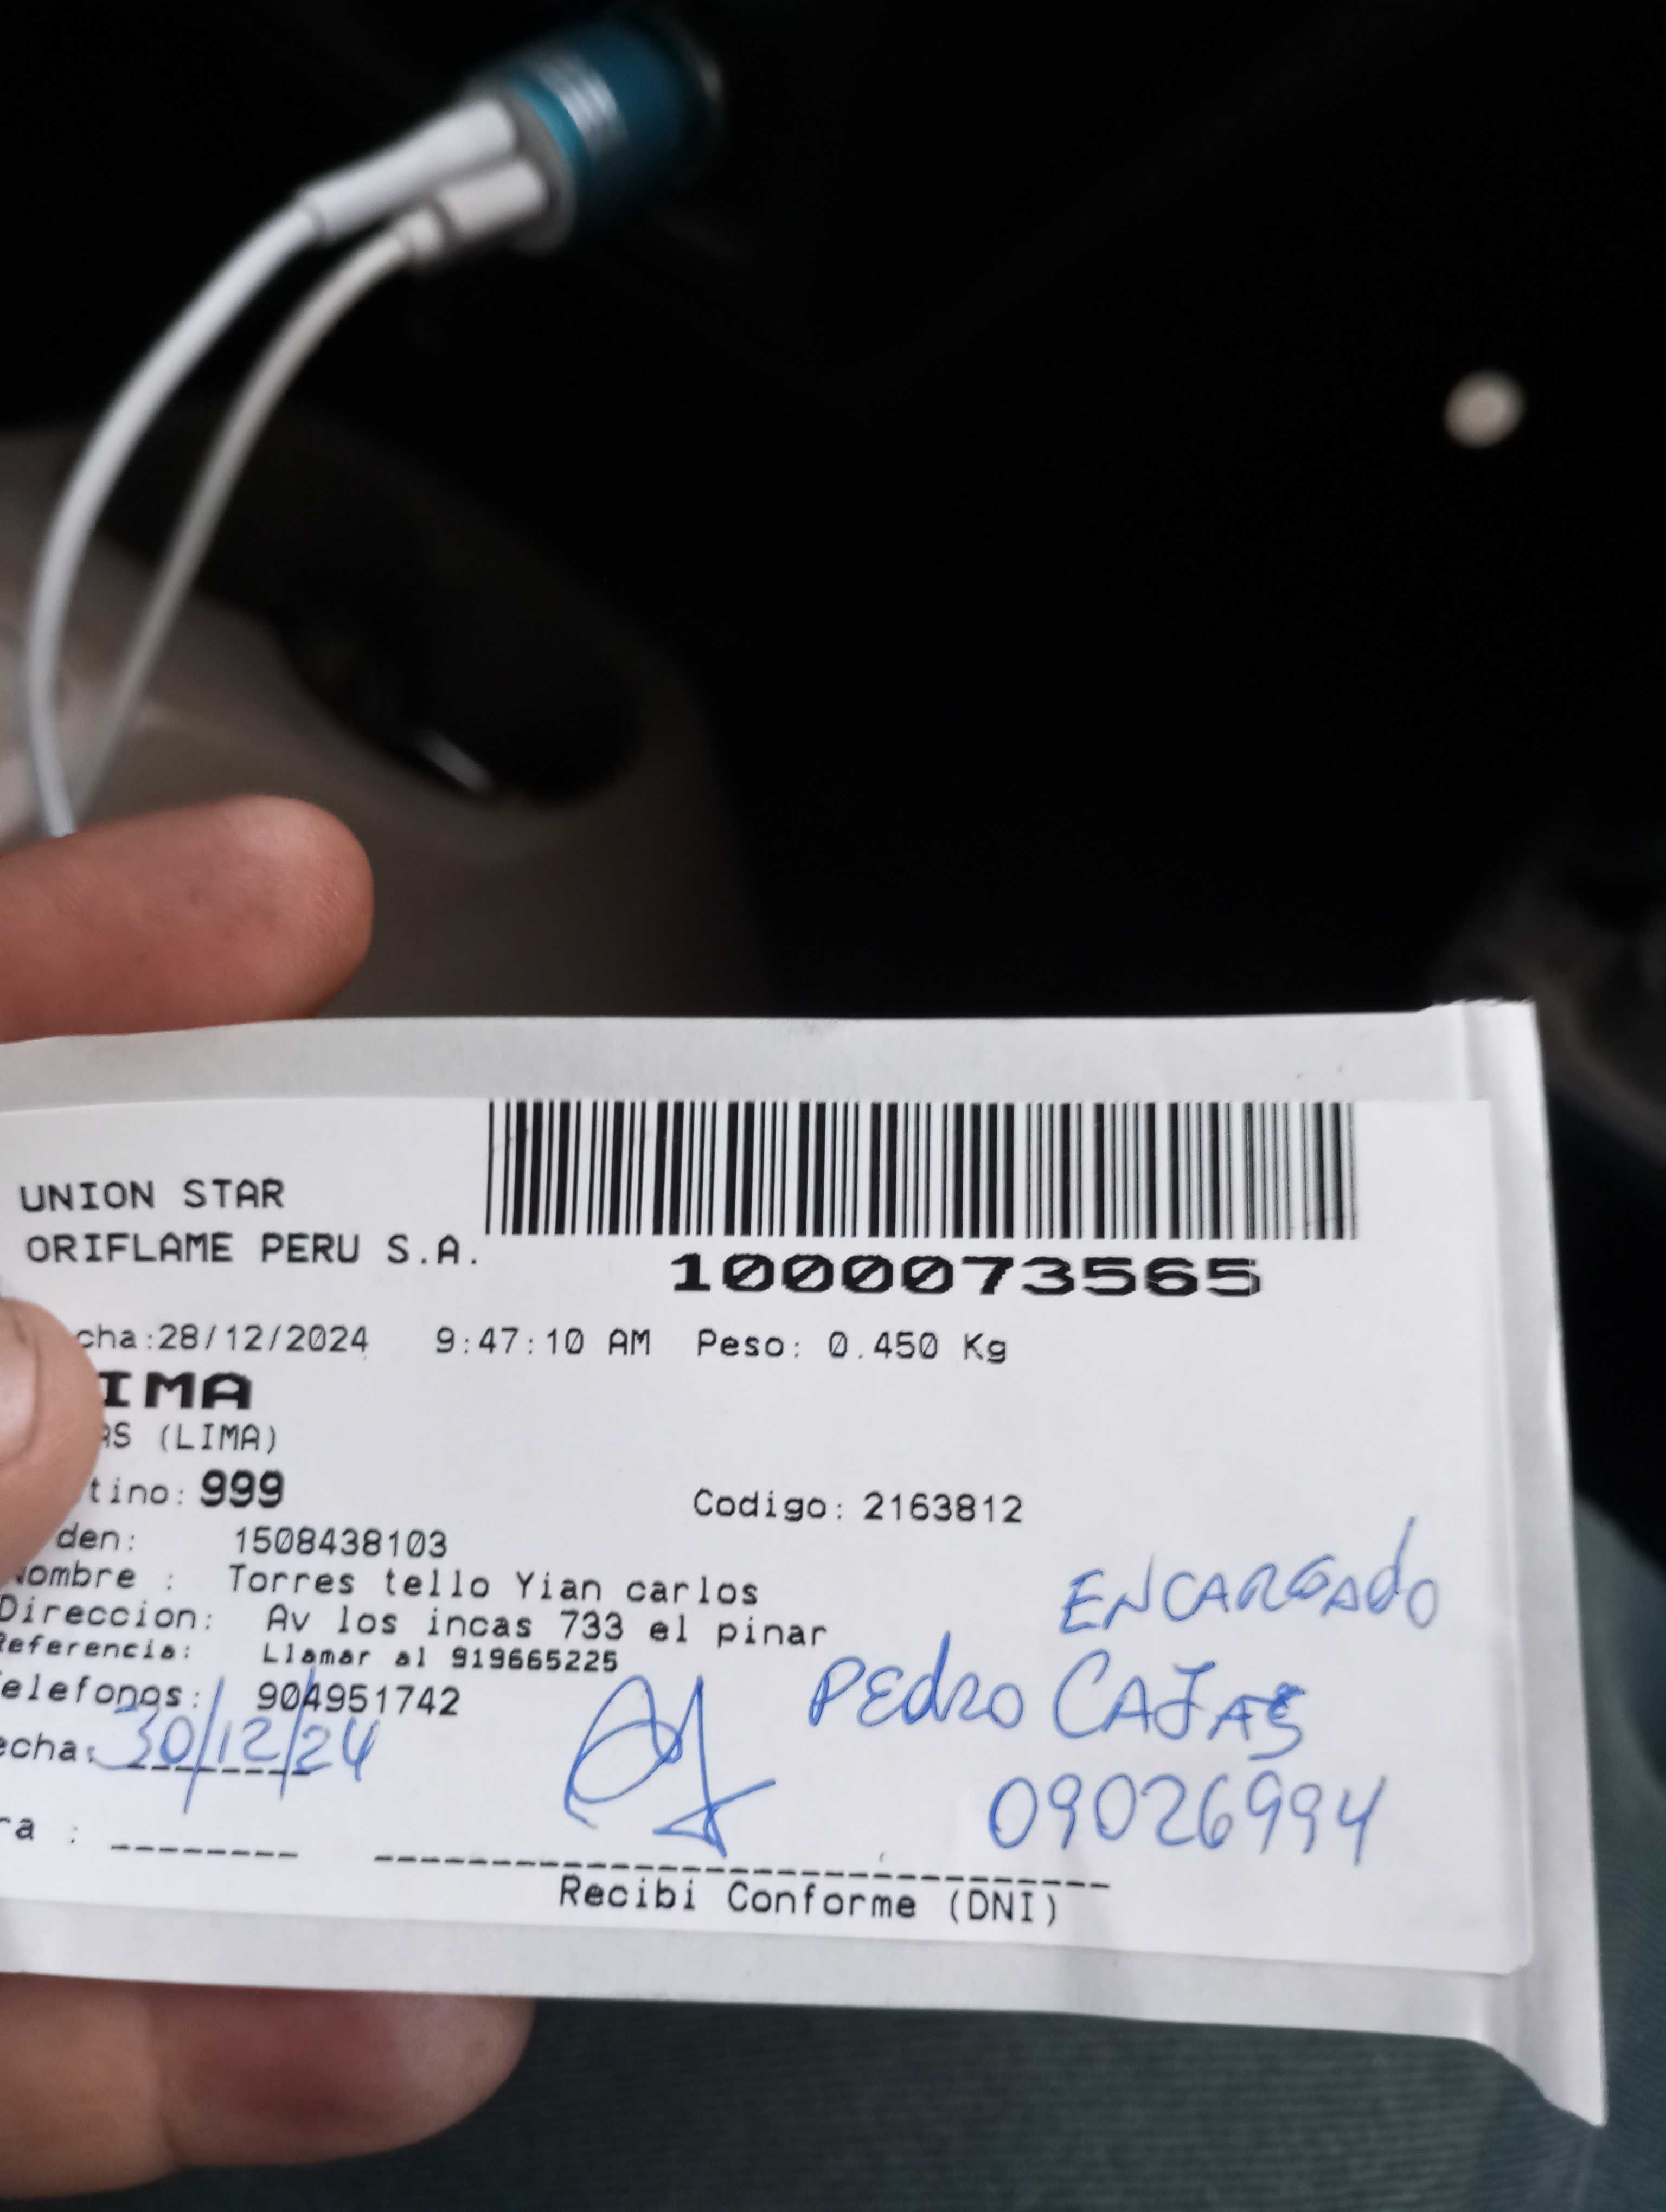 UNION STAR
ORIFLAME PERU S.A.
1000073565
cha:28/12/2024 9:47:10 AM Peso: 0.450 Kg
IMA
AS (LIMA)
tino: 999 Codigo: 2163812
den: 1508438103
Nombre : Torres tello Yian carlos
Direccion: Av los incas 733 el pinar
Referencia: Llamar al 919665225
elefonos: 904951742
echa: 30/12/24
ENCARGAdO
PEdRO CAJAS
09026994
ra :
Recibi Conforme (DNI)